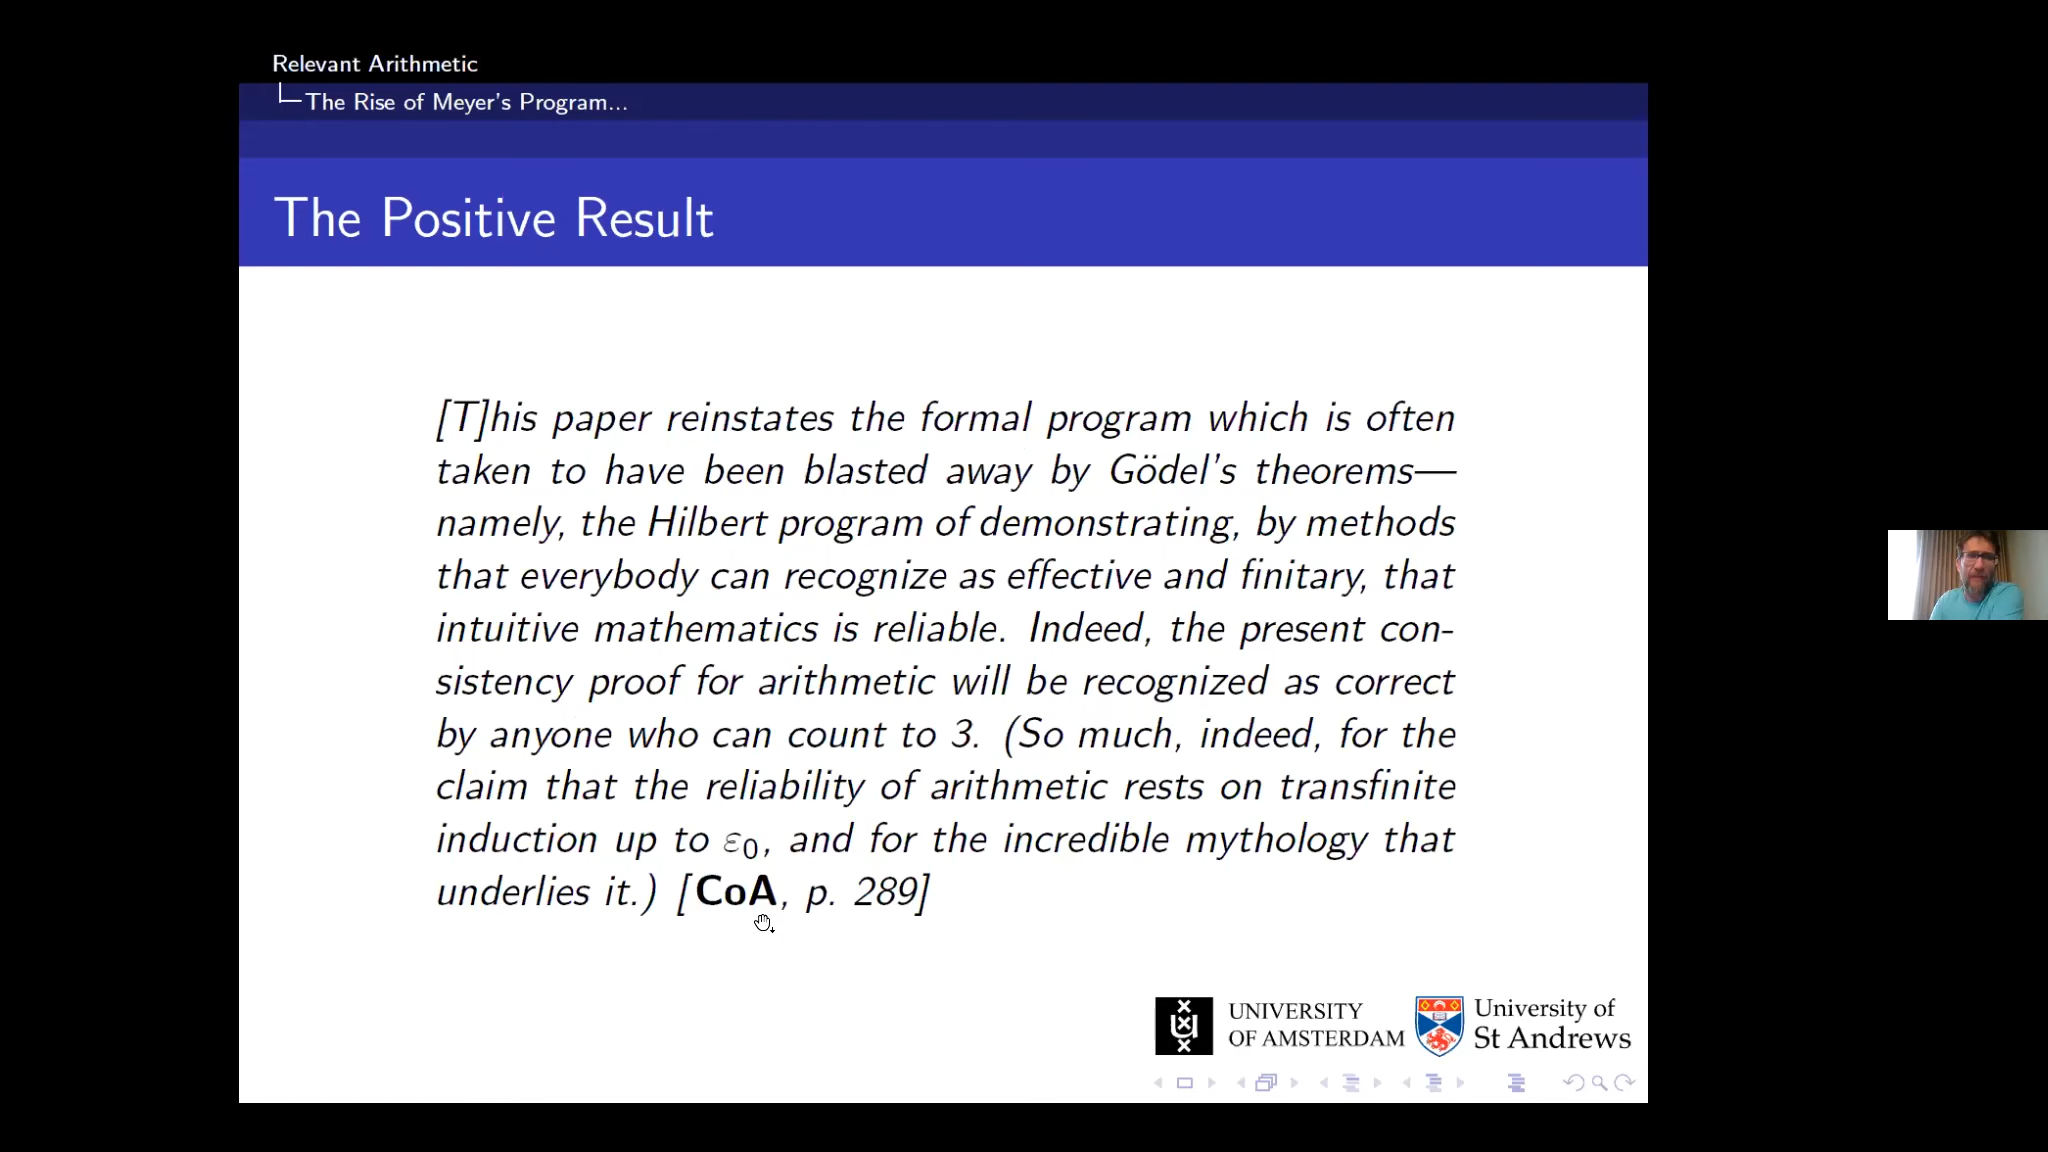 Relevant Arithmetic
The Rise of Meyer's Program...
The Positive Result
[T]his paper reinstates the formal program which is often
taken to have been blasted away by Gödel's theorems—
namely, the Hilbert program of demonstrating, by methods
that everybody can recognize as effective and finitary, that
intuitive mathematics is reliable. Indeed, the present con-
sistency proof for arithmetic will be recognized as correct
by anyone who can count to 3. (So much, indeed, for the
claim that the reliability of arithmetic rests on transfinite
induction up to ε₀, and for the incredible mythology that
underlies it.) [CoA, p. 289]
UNIVERSITY
OF AMSTERDAM
University of
St Andrews